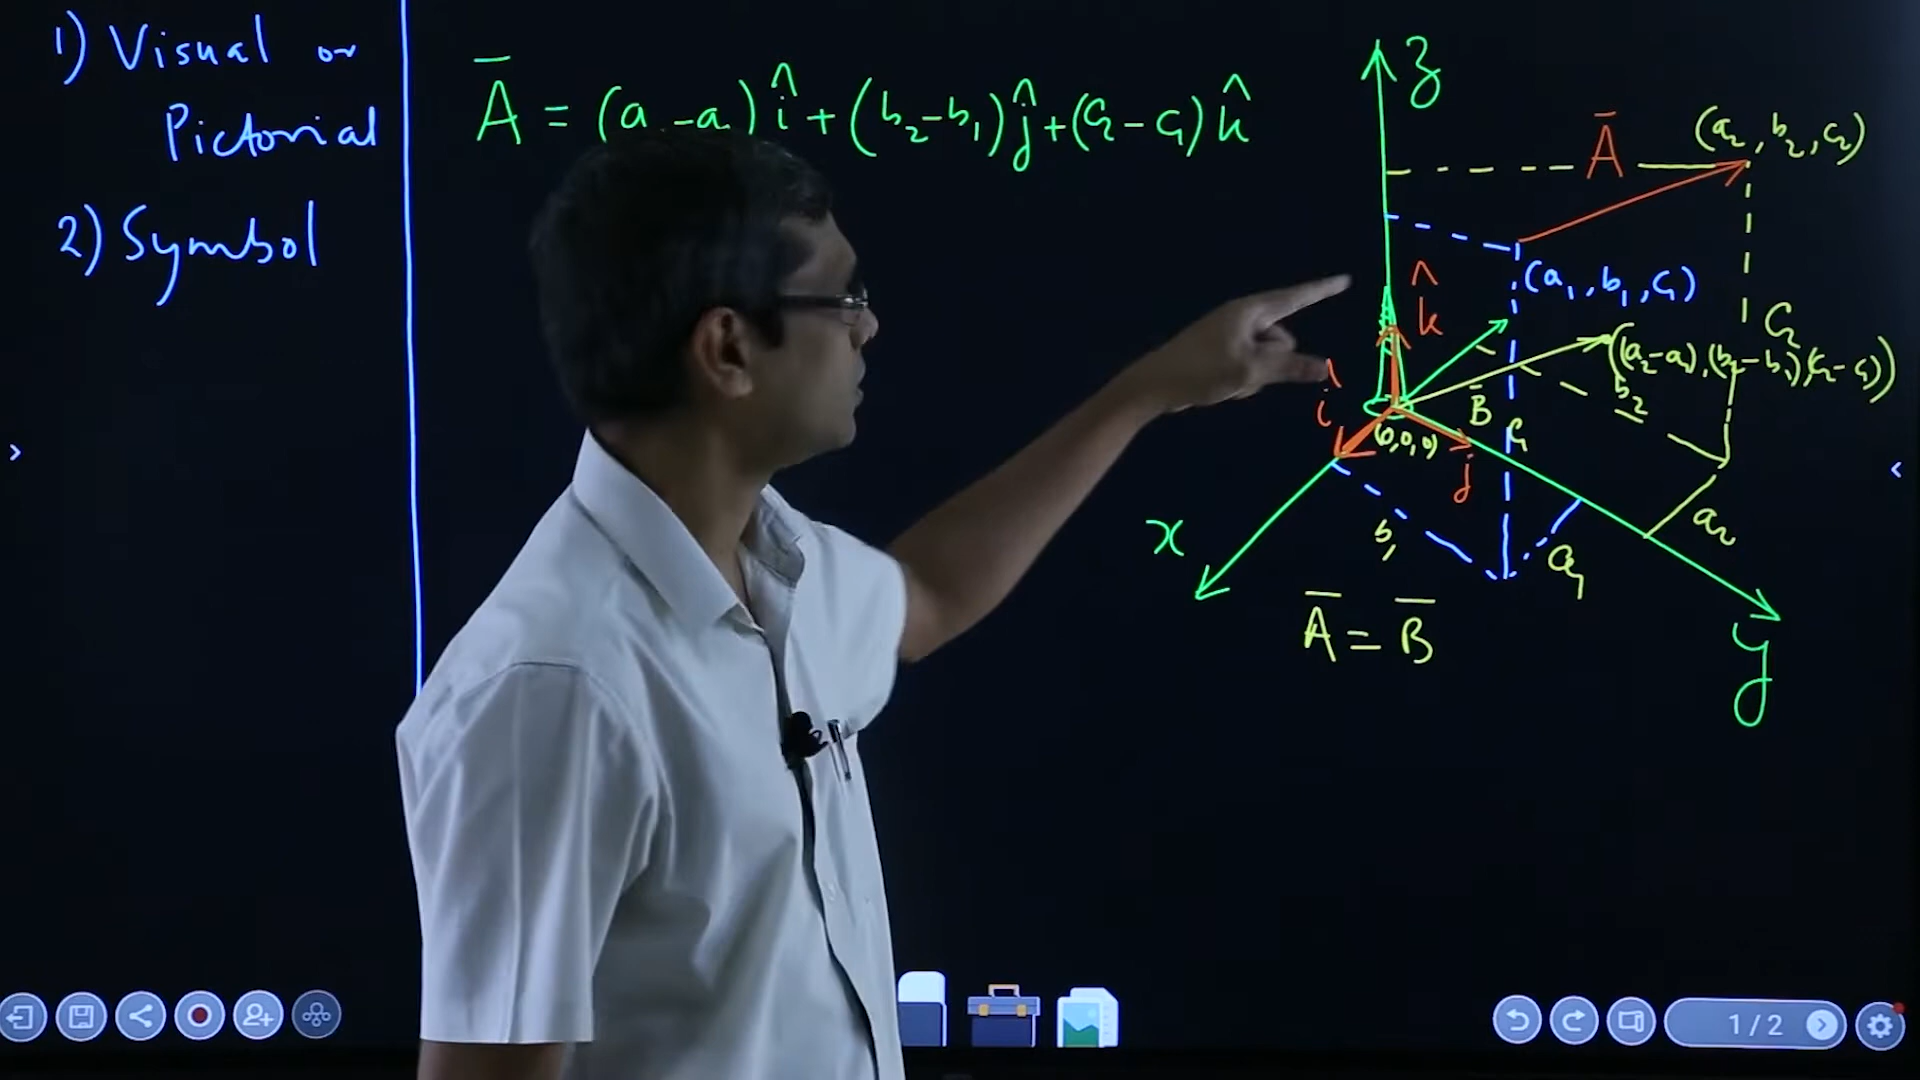 1) Visual or
Pictorial
2) Symbol
A̅ = (a - a₁) î + (b₂-b₁) ĵ + (c₂-c₁) k̂
z
A̅
(a₂, b₂, c₂)
(a₁, b₁, c₁)
k̂
c₂
((a₂-a₁), (b₂-b₁), (c₂-c₁))
î
b₂
B̅
(0,0,0)
c₁
ĵ
x
b₁
a₁
a₂
A̅ = B̅
y
1/2